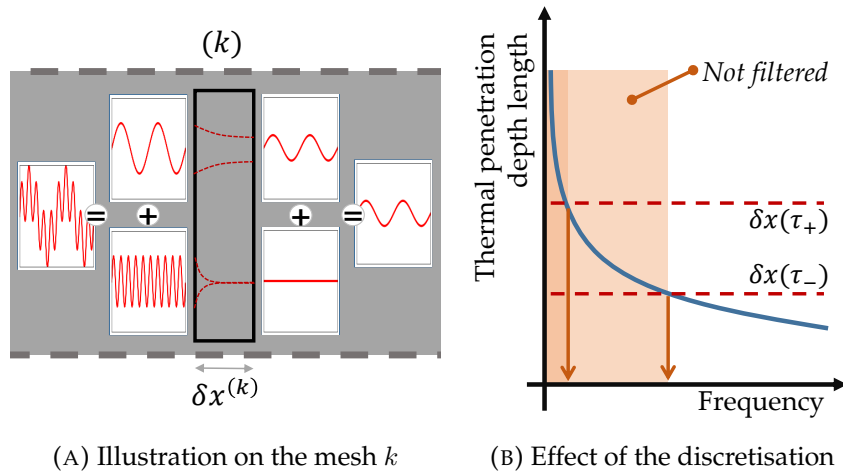 (k)
=
+
+
=
δx^{(k)}
(A) Illustration on the mesh k
Thermal penetration
depth length
Not filtered
δx(τ₊)
δx(τ₋)
Frequency
(B) Effect of the discretisation